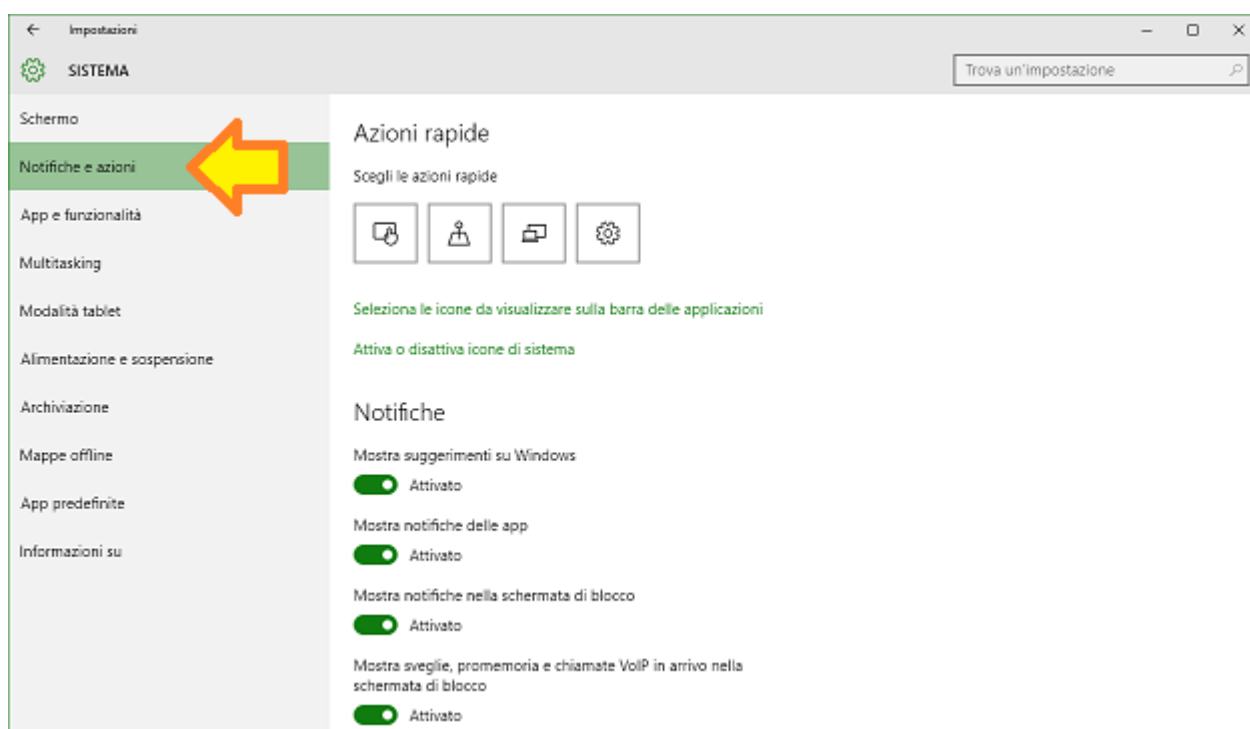 Impostazioni
SISTEMA
Trova un'impostazione
Schermo
Notifiche e azioni
App e funzionalità
Multitasking
Modalità tablet
Alimentazione e sospensione
Archiviazione
Mappe offline
App predefinite
Informazioni su
Azioni rapide
Scegli le azioni rapide
Seleziona le icone da visualizzare sulla barra delle applicazioni
Attiva o disattiva icone di sistema
Notifiche
Mostra suggerimenti su Windows
Attivato
Mostra notifiche delle app
Attivato
Mostra notifiche nella schermata di blocco
Attivato
Mostra sveglie, promemoria e chiamate VoIP in arrivo nella
schermata di blocco
Attivato